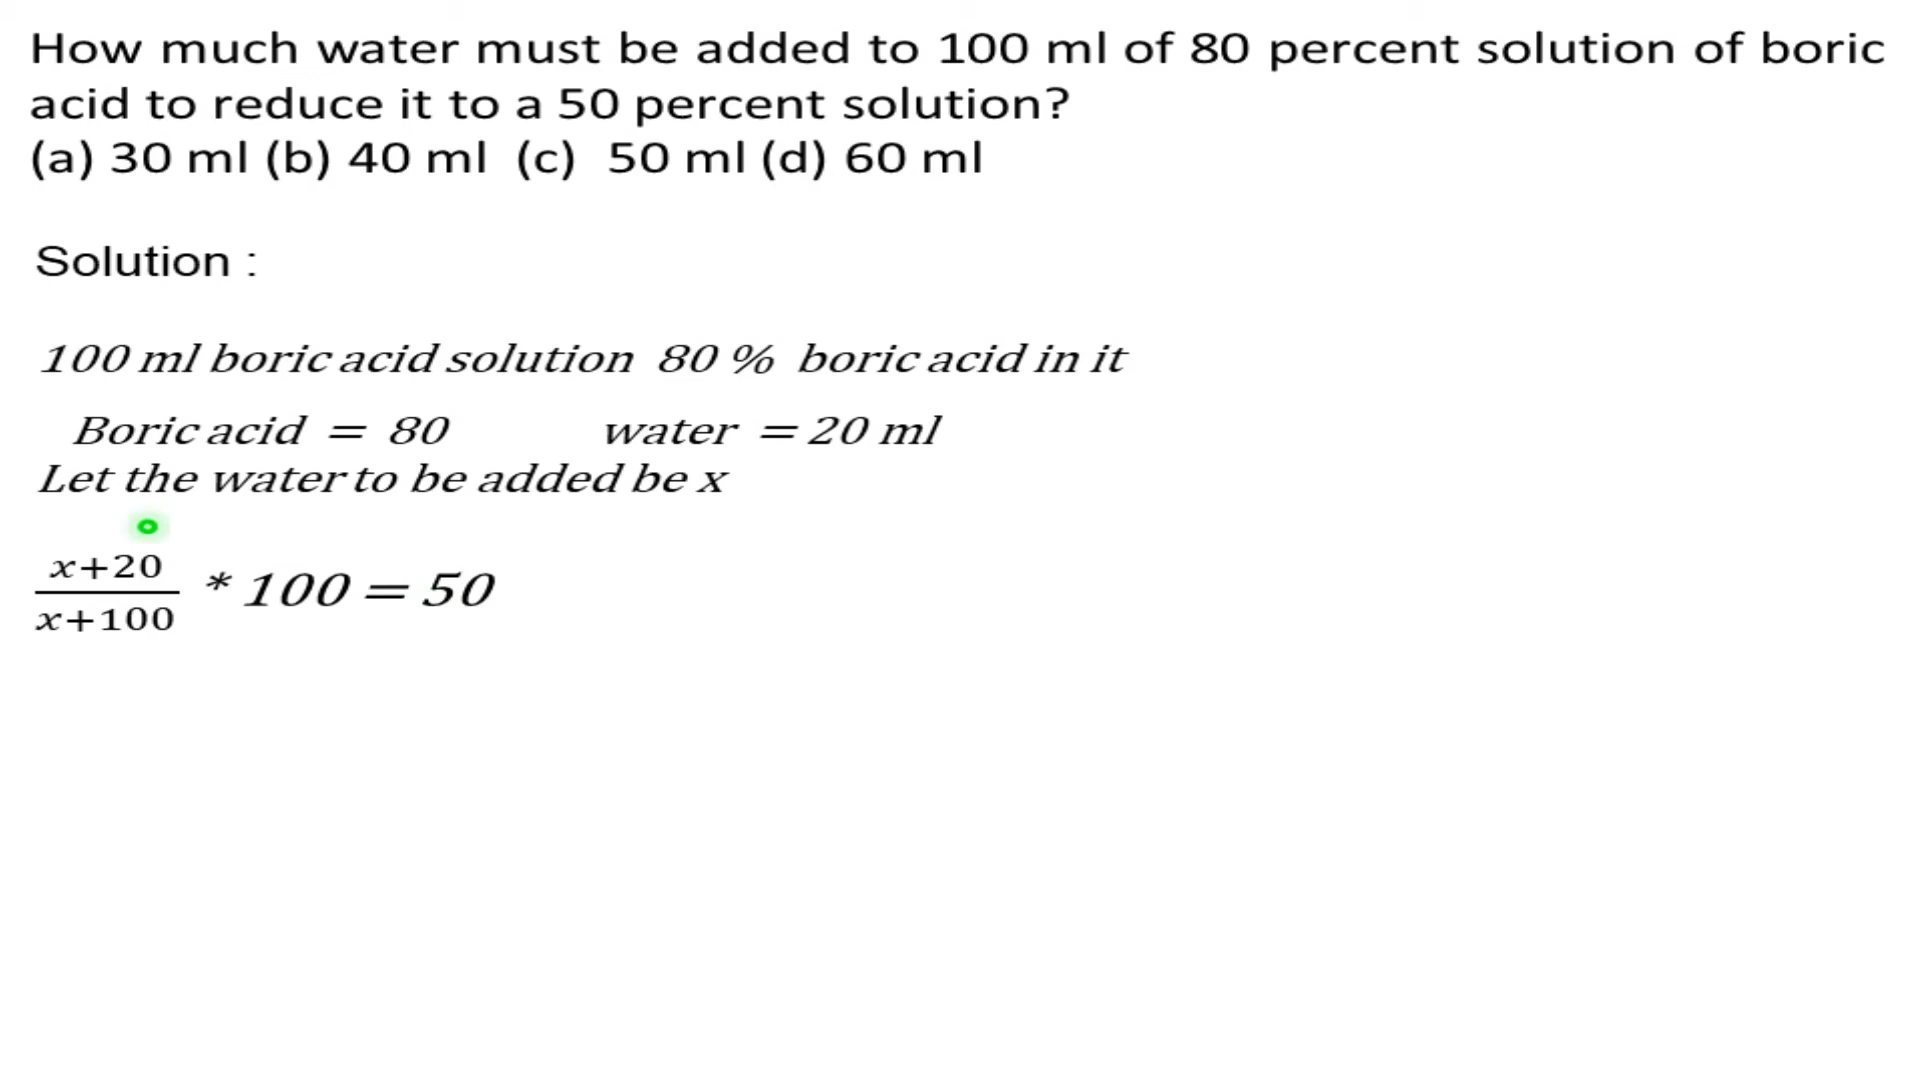 How much water must be added to 100 ml of 80 percent solution of boric
acid to reduce it to a 50 percent solution?
(a) 30 ml (b) 40 ml (c) 50 ml (d) 60 ml
Solution :
100 ml boric acid solution 80 % boric acid in it
Boric acid = 80 water = 20 ml
Let the water to be added be x
x+20
x+100
* 100 = 50